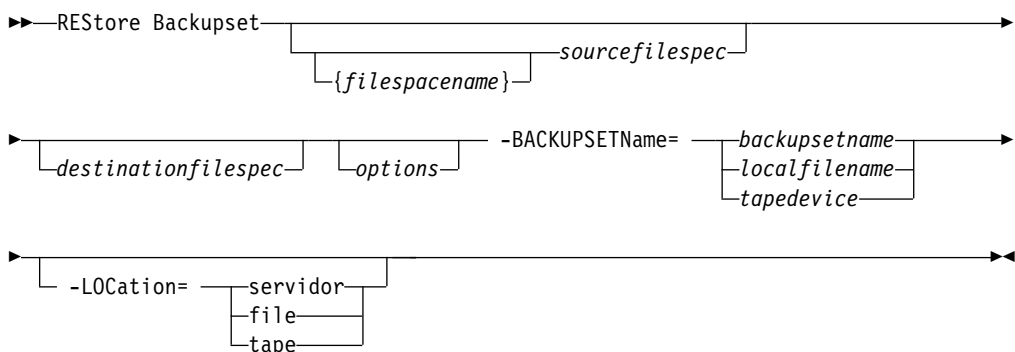 REStore Backupset
sourcefilespec
{filespacename}
-BACKUPSETName= backupsetname
destinationfilespec options localfilename
tapedevice
-LOCation= servidor
file
tape